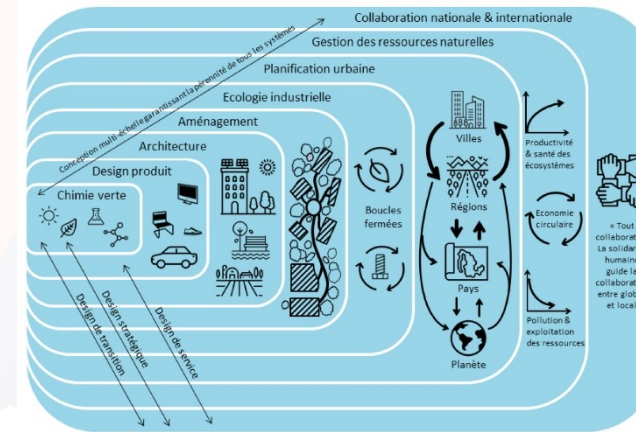 Collaboration nationale & internationale
Gestion des ressources naturelles
Planification urbaine
Ecologie industrielle
Aménagement
Architecture
Design produit
Chimie verte
Conception multi-échelle garantissant la pérennité de tous les systèmes
Boucles
fermées
Villes
Régions
Pays
Planète
Productivité
& santé des
écosystèmes
Economie
circulaire
Pollution &
exploitation
des ressources
« Tout
collaborat
La solidar
humaine
guide la
collaborat
entre glob
et local
Design de transition
Design stratégique
Design de service